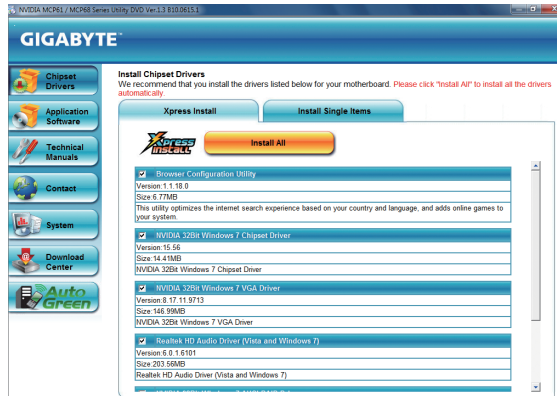 NVIDIA MCP61 / MCP68 Series Utility DVD Ver.1.3 B10.0615.1
GIGABYTE™
Chipset
Drivers
Application
Software
Technical
Manuals
Contact
System
Download
Center
Auto
Green
Install Chipset Drivers
We recommend that you install the drivers listed below for your motherboard. Please click "Install All" to install all the drivers
automatically.
Xpress Install
Install Single Items
Xpress
INSTALL
Install All
Browser Configuration Utility
Version:1.1.18.0
Size:6.77MB
This utility optimizes the internet search experience based on your country and language, and adds online games to
your system.
NVIDIA 32Bit Windows 7 Chipset Driver
Version:15.56
Size:14.41MB
NVIDIA 32Bit Windows 7 Chipset Driver
NVIDIA 32Bit Windows 7 VGA Driver
Version:8.17.11.9713
Size:146.99MB
NVIDIA 32Bit Windows 7 VGA Driver
Realtek HD Audio Driver (Vista and Windows 7)
Version:6.0.1.6101
Size:203.56MB
Realtek HD Audio Driver (Vista and Windows 7)